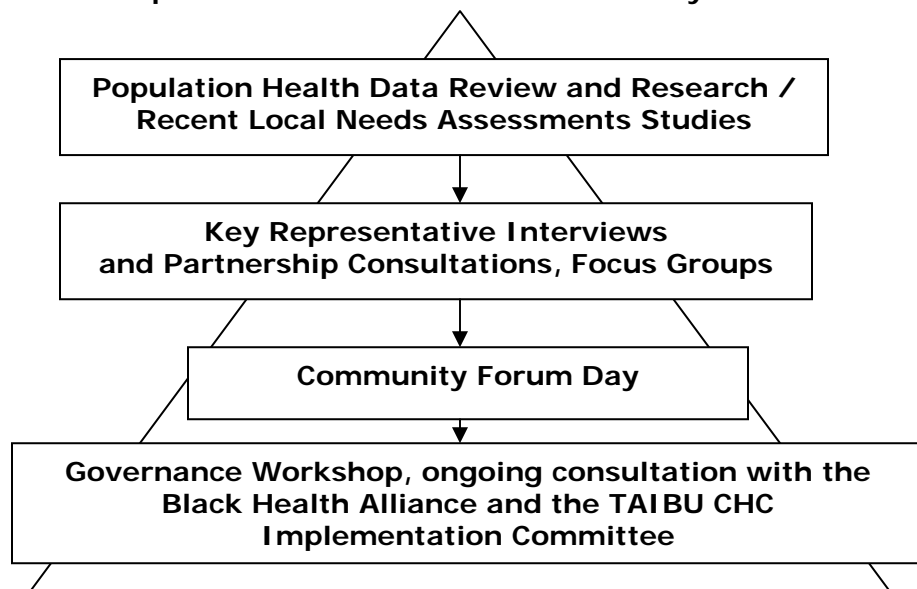 Population Health Data Review and Research /
Recent Local Needs Assessments Studies
Key Representative Interviews
and Partnership Consultations, Focus Groups
Community Forum Day
Governance Workshop, ongoing consultation with the
Black Health Alliance and the TAIBU CHC
Implementation Committee